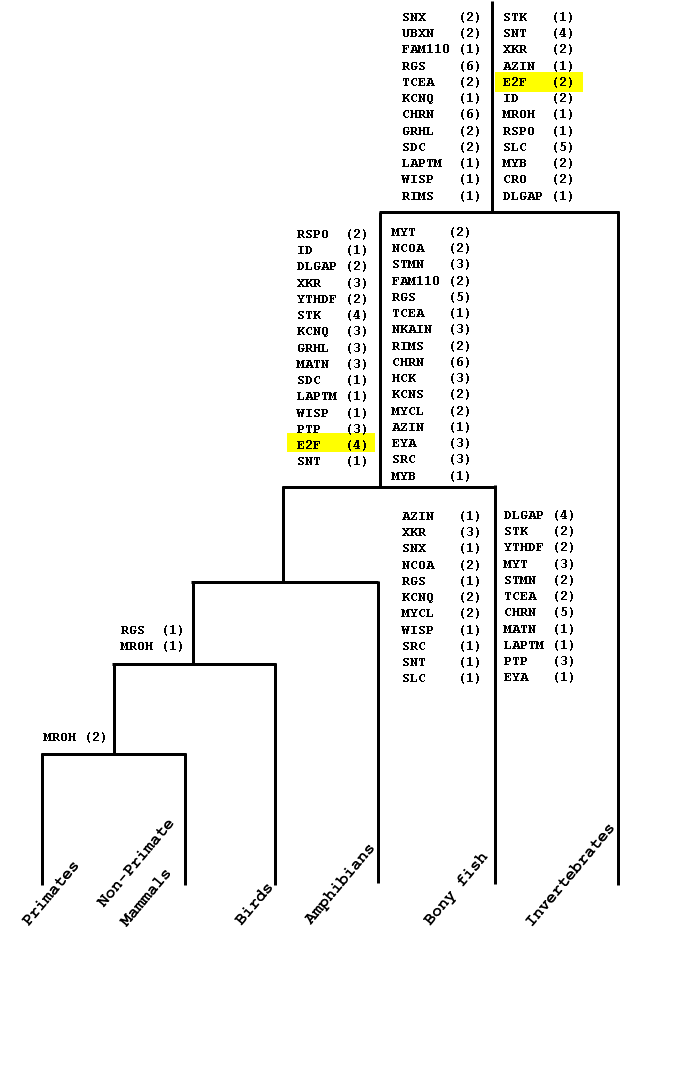 SNX (2)
UBXN (2)
FAM110 (1)
RGS (6)
TCEA (2)
KCNQ (1)
CHRN (6)
GRHL (2)
SDC (2)
LAPTM (1)
WISP (1)
RIMS (1)
STK (1)
SNT (4)
XKR (2)
AZIN (1)
E2F (2)
ID (2)
MROH (1)
RSPO (1)
SLC (5)
MYB (2)
CRO (2)
DLGAP (1)
RSPO (2)
ID (1)
DLGAP (2)
XKR (3)
YTHDF (2)
STK (4)
KCNQ (3)
GRHL (3)
MATN (3)
SDC (1)
LAPTM (1)
WISP (1)
PTP (3)
E2F (4)
SNT (1)
MYT (2)
NCOA (2)
STMN (3)
FAM110 (2)
RGS (5)
TCEA (1)
NKAIN (3)
RIMS (2)
CHRN (6)
HCK (3)
KCNS (2)
MYCL (2)
AZIN (1)
EYA (3)
SRC (3)
MYB (1)
AZIN (1)
XKR (3)
SNX (1)
NCOA (2)
RGS (1)
KCNQ (2)
MYCL (2)
WISP (1)
SRC (1)
SNT (1)
SLC (1)
DLGAP (4)
STK (2)
YTHDF (2)
MYT (3)
STMN (2)
TCEA (2)
CHRN (5)
MATN (1)
LAPTM (1)
PTP (3)
EYA (1)
RGS (1)
MROH (1)
MROH (2)
Primates
Non-Primate
Mammals
Birds
Amphibians
Bony fish
Invertebrates